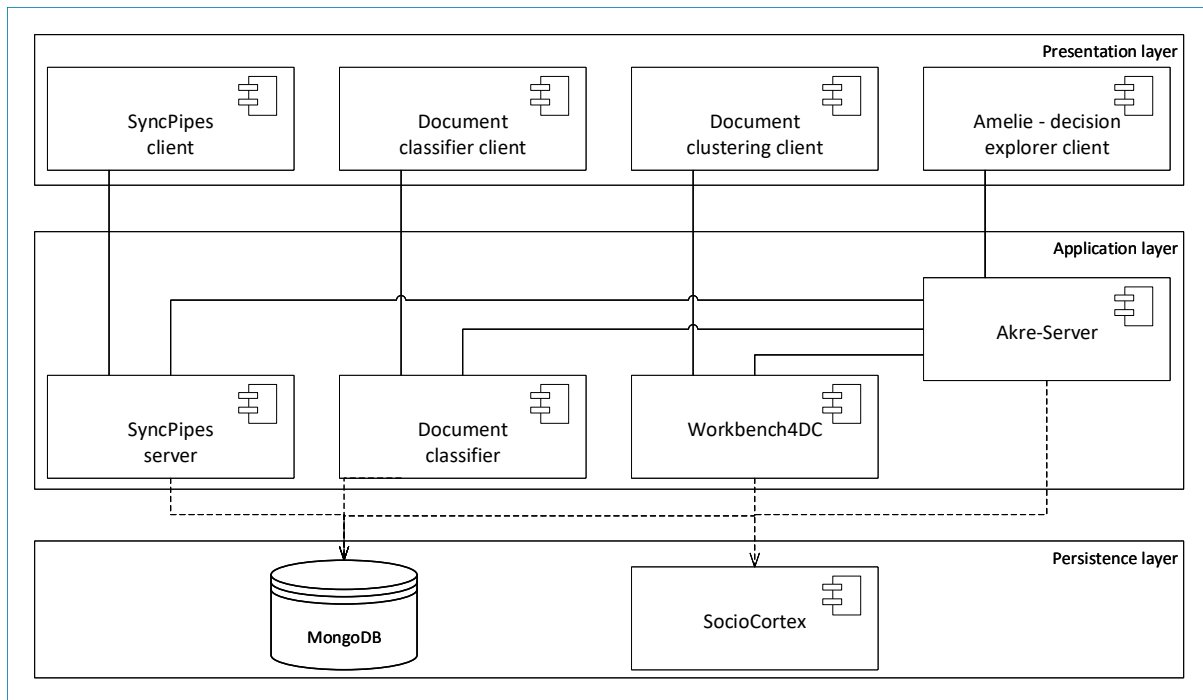 Presentation layer
SyncPipes
client
Document
classifier client
Document
clustering client
Amelie - decision
explorer client
Application layer
Akre-Server
SyncPipes
server
Document
classifier
Workbench4DC
Persistence layer
MongoDB
SocioCortex